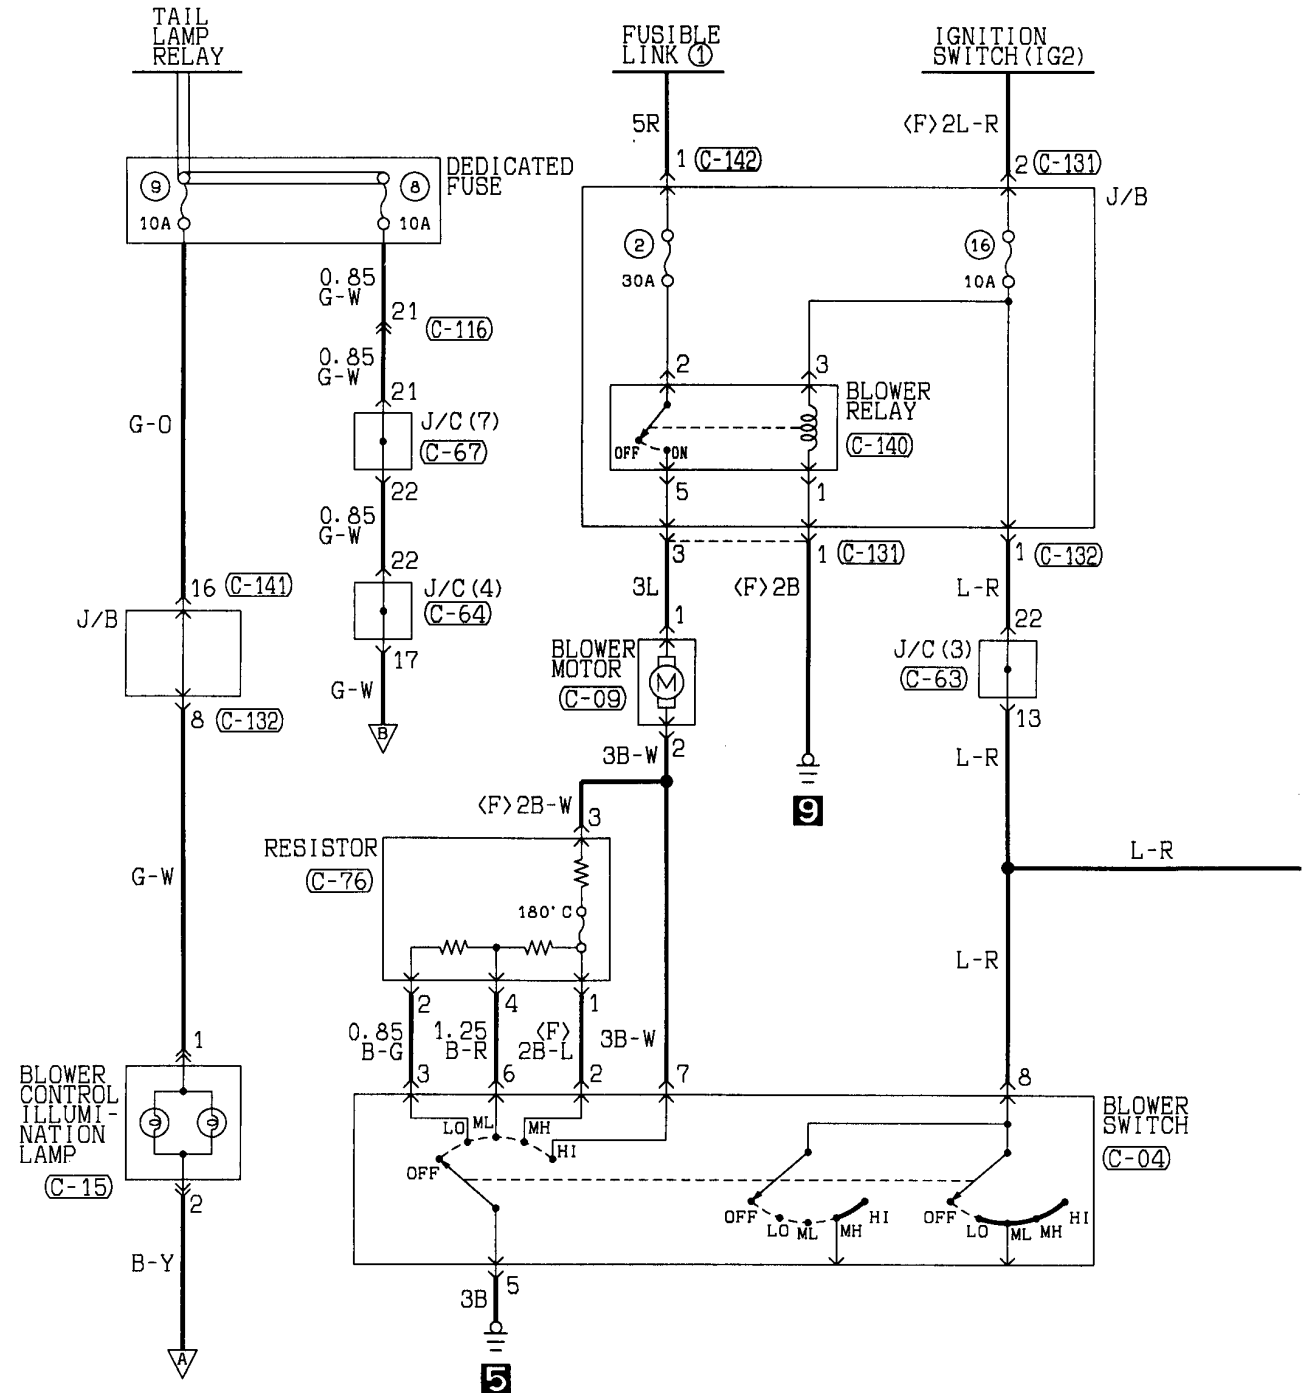 TAIL
LAMP
RELAY
FUSIBLE
LINK ①
IGNITION
SWITCH(IG2)
5R
〈F〉2L-R
1 (C-142)
2 (C-131)
DEDICATED
FUSE
J/B
⑨
⑧
10A
10A
②
30A
⑯
10A
0.85
G-W
21
(C-116)
0.85
G-W
21
J/C(7)
(C-67)
22
G-O
2
3
BLOWER
RELAY
(C-140)
OFF
ON
5
1
0.85
G-W
22
J/C(4)
(C-64)
17
G-W
B
3
1 (C-131)
1 (C-132)
3L
〈F〉2B
L-R
16 (C-141)
J/B
8 (C-132)
1
BLOWER
MOTOR
(C-09)
M
2
22
J/C(3)
(C-63)
13
3B-W
L-R
9
〈F〉2B-W
3
RESISTOR
(C-76)
180°C
G-W
L-R
L-R
2
4
1
0.85
B-G
1.25
B-R
〈F〉
2B-L
3B-W
3
6
2
7
8
1
BLOWER
CONTROL
ILLUMI-
NATION
LAMP
(C-15)
2
BLOWER
SWITCH
(C-04)
LO
ML
MH
HI
OFF
OFF
LO
ML
MH
HI
OFF
LO
ML
MH
HI
B-Y
A
5
3B
5